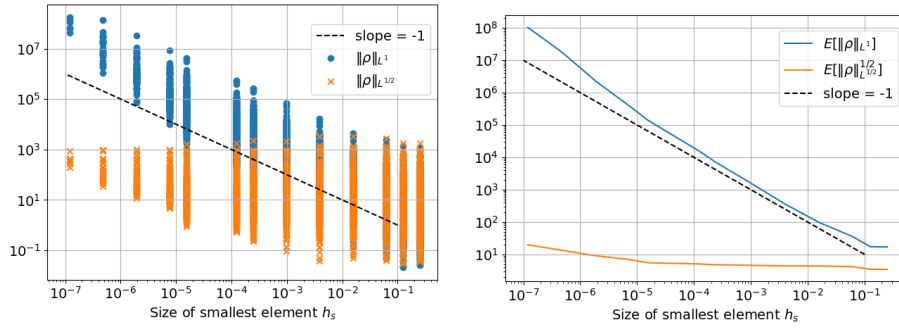 10^7
10^5
10^3
10^1
10^{-1}
slope = -1
‖ρ‖_{L^1}
‖ρ‖_{L^{1/2}}
10^{-7} 10^{-6} 10^{-5} 10^{-4} 10^{-3} 10^{-2} 10^{-1}
Size of smallest element h_s
10^8
10^7
10^6
10^5
10^4
10^3
10^2
10^1
E[‖ρ‖_{L^1}]
E[‖ρ‖_{L^{1/2}}^{1/2}]
slope = -1
10^{-7} 10^{-6} 10^{-5} 10^{-4} 10^{-3} 10^{-2} 10^{-1}
Size of smallest element h_s